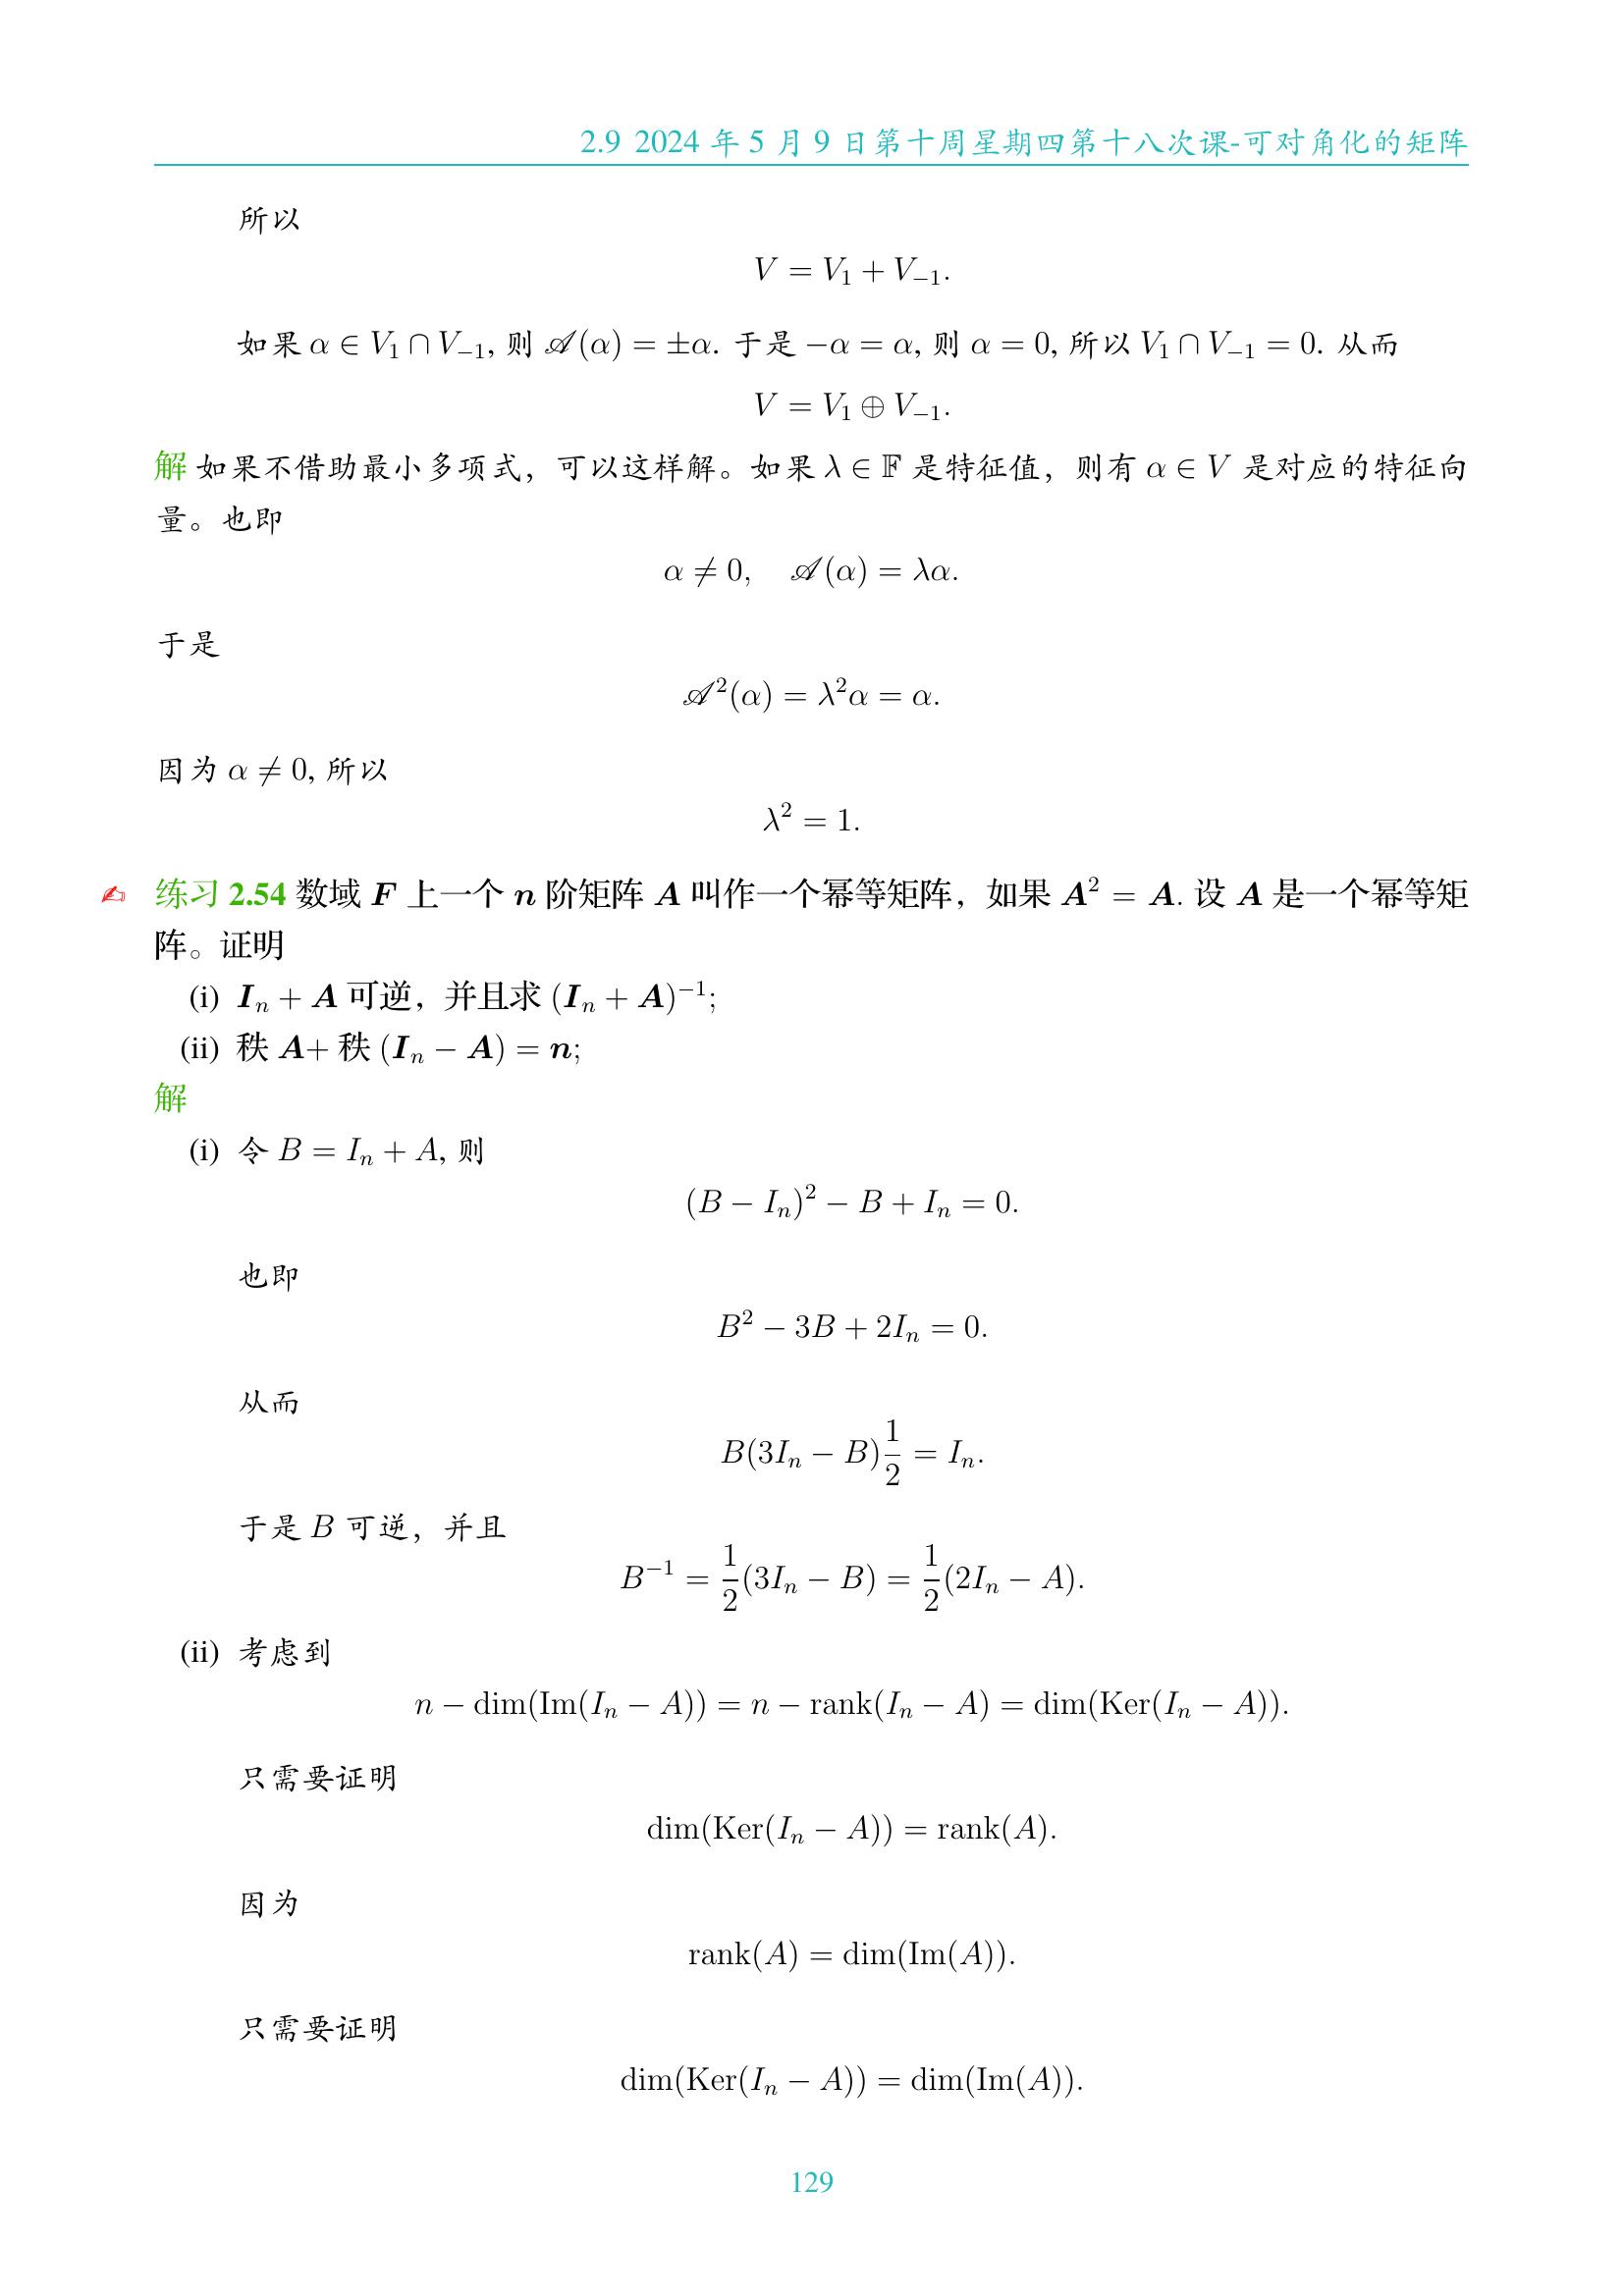 2.9 2024 年 5 月 9 日第十周星期四第十八次课-可对角化的矩阵
所以
$V = V_1 + V_{-1}.$
如果 $\alpha \in V_1 \cap V_{-1}$, 则 $\mathscr{A}(\alpha) = \pm\alpha$. 于是 $-\alpha = \alpha$, 则 $\alpha = 0$, 所以 $V_1 \cap V_{-1} = 0$. 从而
$V = V_1 \oplus V_{-1}.$
解 如果不借助最小多项式，可以这样解。如果 $\lambda \in \mathbb{F}$ 是特征值，则有 $\alpha \in V$ 是对应的特征向
量。也即
$\alpha \neq 0, \quad \mathscr{A}(\alpha) = \lambda\alpha.$
于是
$\mathscr{A}^2(\alpha) = \lambda^2\alpha = \alpha.$
因为 $\alpha \neq 0$, 所以
$\lambda^2 = 1.$
✍ 练习 2.54 数域 $\boldsymbol{F}$ 上一个 $\boldsymbol{n}$ 阶矩阵 $\boldsymbol{A}$ 叫作一个幂等矩阵，如果 $\boldsymbol{A}^2 = \boldsymbol{A}$. 设 $\boldsymbol{A}$ 是一个幂等矩
阵。证明
(i) $\boldsymbol{I}_n + \boldsymbol{A}$ 可逆，并且求 $(\boldsymbol{I}_n + \boldsymbol{A})^{-1}$;
(ii) 秩 $\boldsymbol{A}$+ 秩 $(\boldsymbol{I}_n - \boldsymbol{A}) = \boldsymbol{n}$;
解
(i) 令 $B = I_n + A$, 则
$(B - I_n)^2 - B + I_n = 0.$
也即
$B^2 - 3B + 2I_n = 0.$
从而
$B(3I_n - B)\frac{1}{2} = I_n.$
于是 $B$ 可逆，并且
$B^{-1} = \frac{1}{2}(3I_n - B) = \frac{1}{2}(2I_n - A).$
(ii) 考虑到
$n - \dim(\mathrm{Im}(I_n - A)) = n - \mathrm{rank}(I_n - A) = \dim(\mathrm{Ker}(I_n - A)).$
只需要证明
$\dim(\mathrm{Ker}(I_n - A)) = \mathrm{rank}(A).$
因为
$\mathrm{rank}(A) = \dim(\mathrm{Im}(A)).$
只需要证明
$\dim(\mathrm{Ker}(I_n - A)) = \dim(\mathrm{Im}(A)).$
129